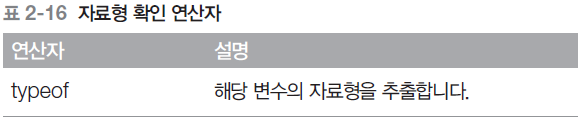 표 2-16 자료형 확인 연산자
연산자 설명
typeof 해당 변수의 자료형을 추출합니다.